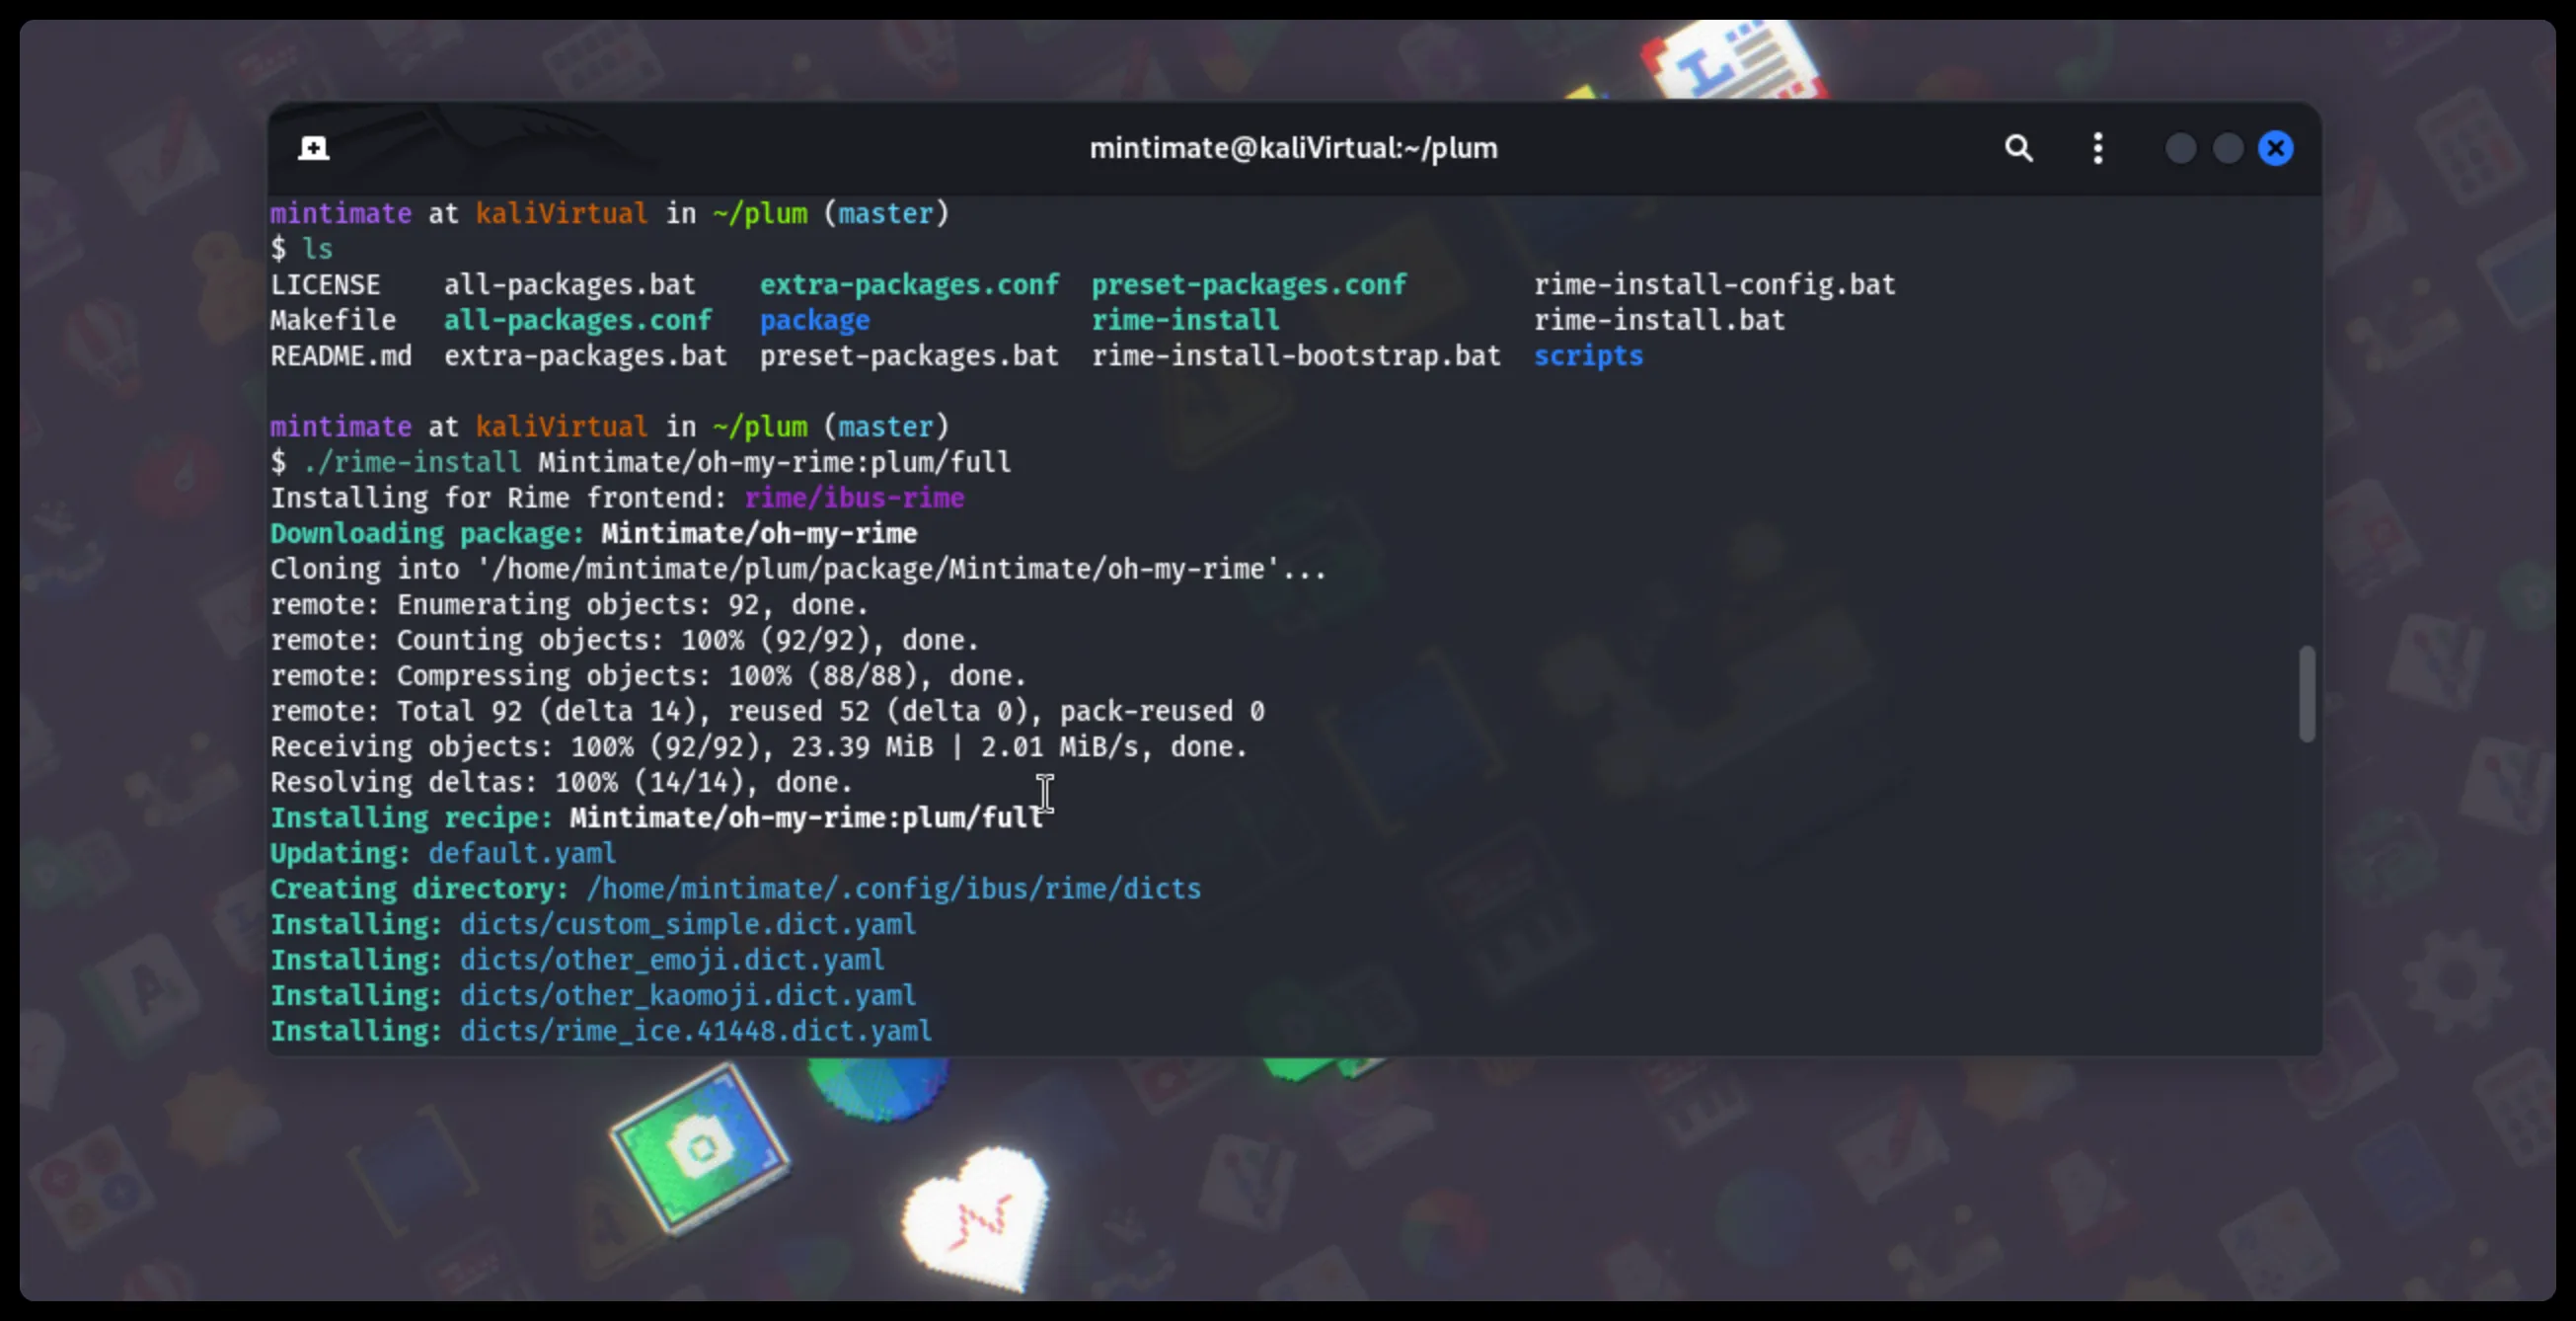 mintimate@kaliVirtual:~/plum
mintimate at kaliVirtual in ~/plum (master)
$ ls
LICENSE    all-packages.bat    extra-packages.conf  preset-packages.conf        rime-install-config.bat
Makefile   all-packages.conf   package              rime-install                rime-install.bat
README.md  extra-packages.bat  preset-packages.bat  rime-install-bootstrap.bat  scripts
mintimate at kaliVirtual in ~/plum (master)
$ ./rime-install Mintimate/oh-my-rime:plum/full
Installing for Rime frontend: rime/ibus-rime
Downloading package: Mintimate/oh-my-rime
Cloning into '/home/mintimate/plum/package/Mintimate/oh-my-rime'...
remote: Enumerating objects: 92, done.
remote: Counting objects: 100% (92/92), done.
remote: Compressing objects: 100% (88/88), done.
remote: Total 92 (delta 14), reused 52 (delta 0), pack-reused 0
Receiving objects: 100% (92/92), 23.39 MiB | 2.01 MiB/s, done.
Resolving deltas: 100% (14/14), done.
Installing recipe: Mintimate/oh-my-rime:plum/full
Updating: default.yaml
Creating directory: /home/mintimate/.config/ibus/rime/dicts
Installing: dicts/custom_simple.dict.yaml
Installing: dicts/other_emoji.dict.yaml
Installing: dicts/other_kaomoji.dict.yaml
Installing: dicts/rime_ice.41448.dict.yaml